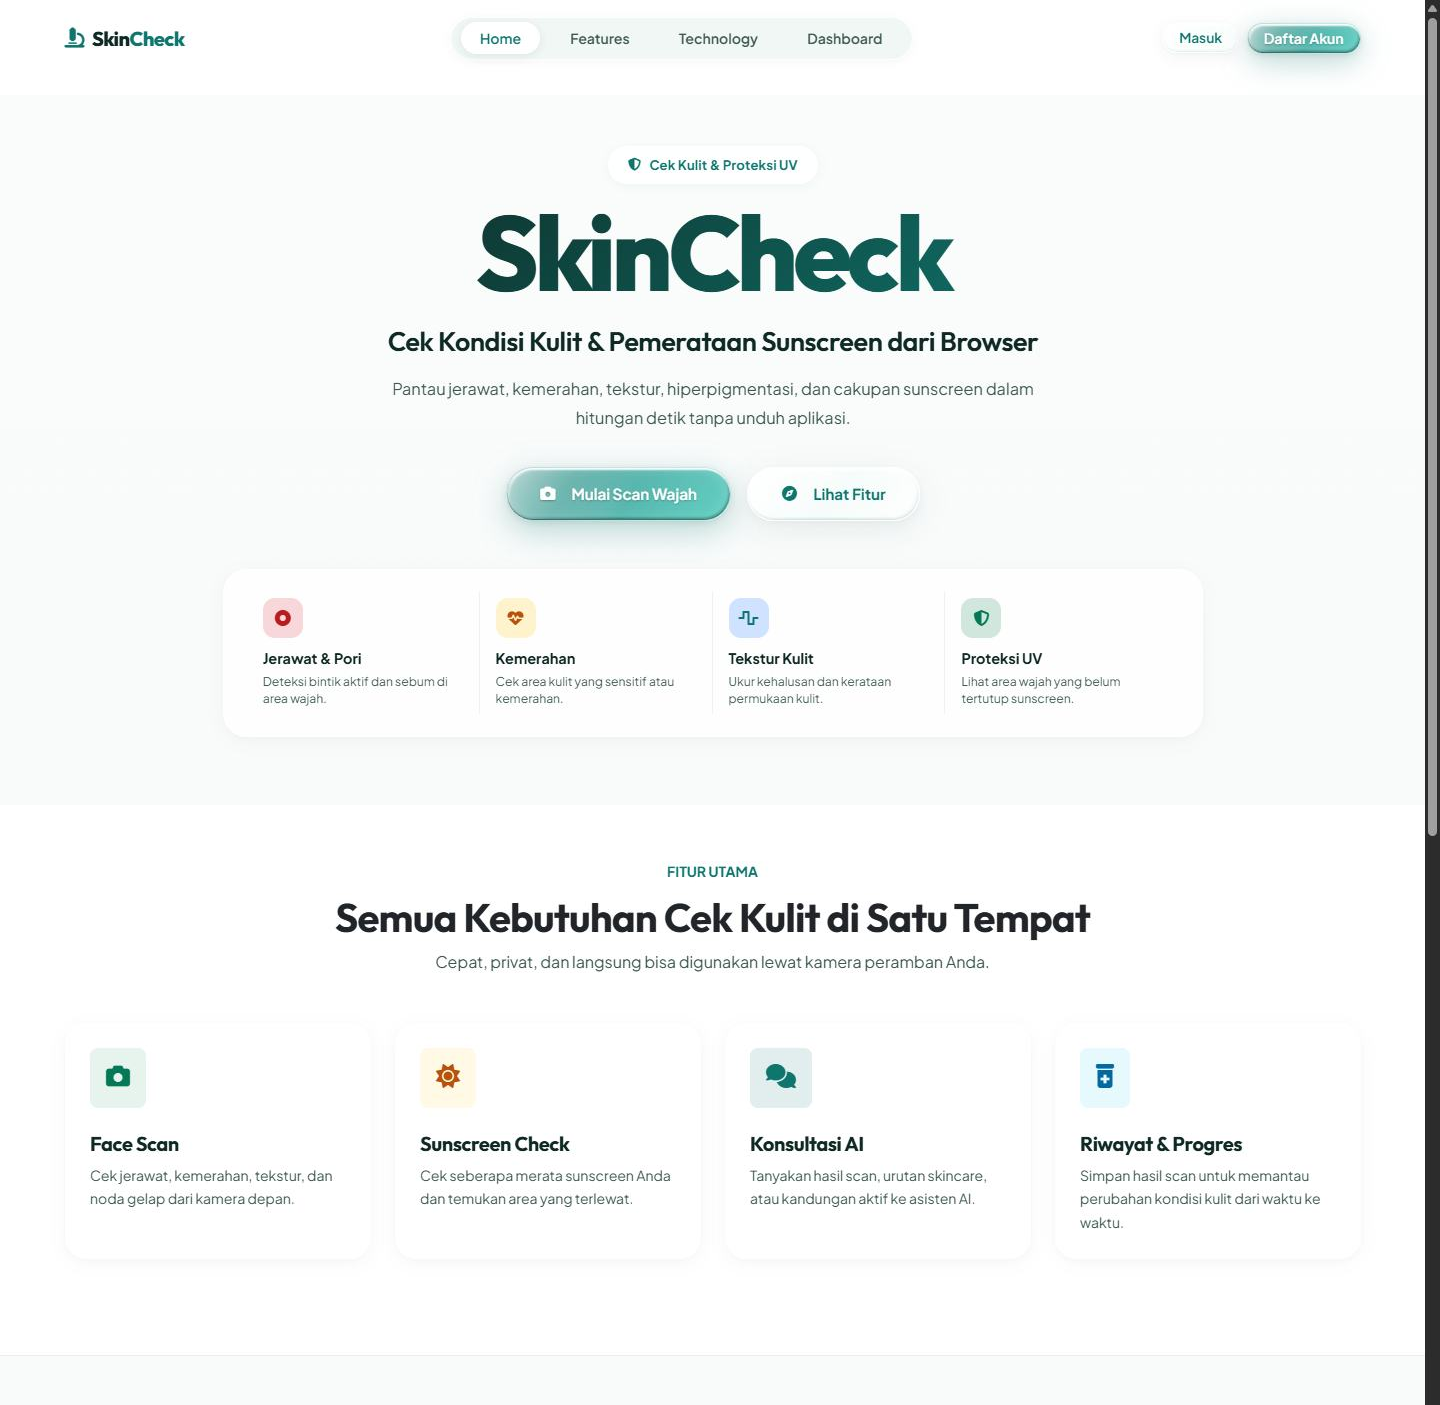 SkinCheck
Home
Features
Technology
Dashboard
Masuk
Daftar Akun
Cek Kulit & Proteksi UV
SkinCheck
Cek Kondisi Kulit & Pemerataan Sunscreen dari Browser
Pantau jerawat, kemerahan, tekstur, hiperpigmentasi, dan cakupan sunscreen dalam
hitungan detik tanpa unduh aplikasi.
Mulai Scan Wajah
Lihat Fitur
Jerawat & Pori
Deteksi bintik aktif dan sebum di
area wajah.
Kemerahan
Cek area kulit yang sensitif atau
kemerahan.
Tekstur Kulit
Ukur kehalusan dan kerataan
permukaan kulit.
Proteksi UV
Lihat area wajah yang belum
tertutup sunscreen.
FITUR UTAMA
Semua Kebutuhan Cek Kulit di Satu Tempat
Cepat, privat, dan langsung bisa digunakan lewat kamera peramban Anda.
Face Scan
Cek jerawat, kemerahan, tekstur, dan
noda gelap dari kamera depan.
Sunscreen Check
Cek seberapa merata sunscreen Anda
dan temukan area yang terlewat.
Konsultasi AI
Tanyakan hasil scan, urutan skincare,
atau kandungan aktif ke asisten AI.
Riwayat & Progres
Simpan hasil scan untuk memantau
perubahan kondisi kulit dari waktu ke
waktu.